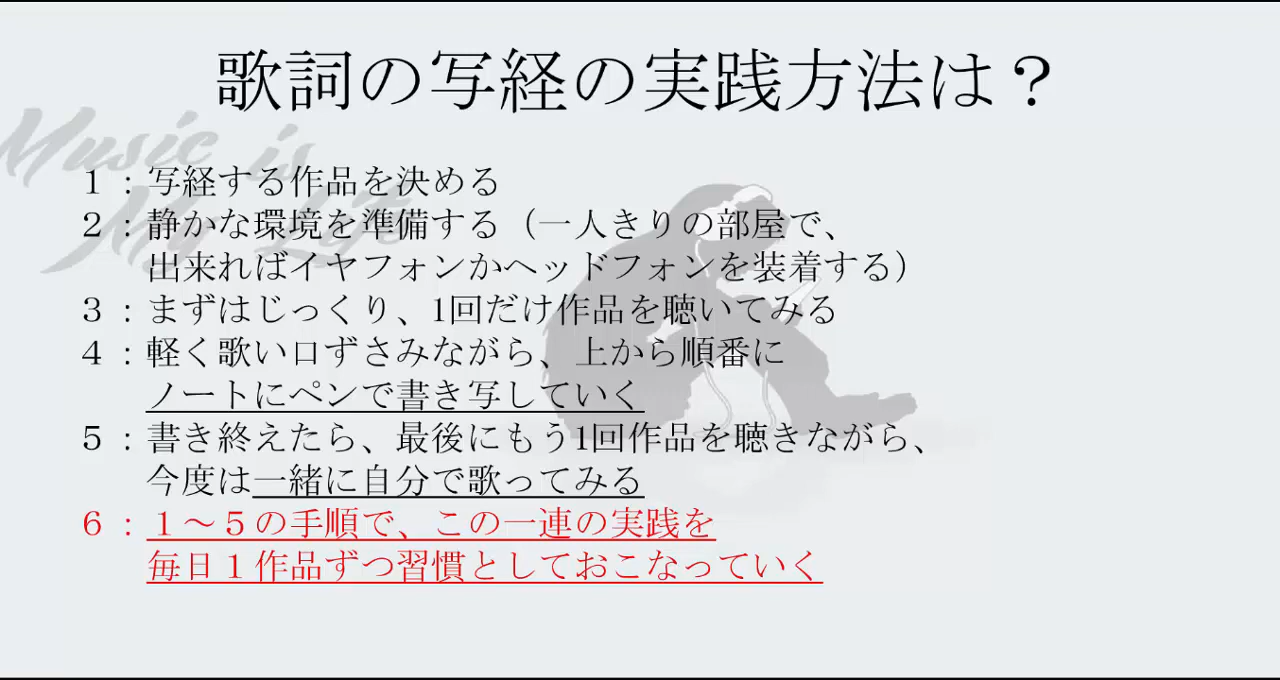 歌詞の写経の実践方法は？
Music is
My Life
１：写経する作品を決める
２：静かな環境を準備する（一人きりの部屋で、
出来ればイヤフォンかヘッドフォンを装着する）
３：まずはじっくり、1回だけ作品を聴いてみる
４：軽く歌い口ずさみながら、上から順番に
ノートにペンで書き写していく
５：書き終えたら、最後にもう1回作品を聴きながら、
今度は一緒に自分で歌ってみる
６：１～５の手順で、この一連の実践を
毎日１作品ずつ習慣としておこなっていく